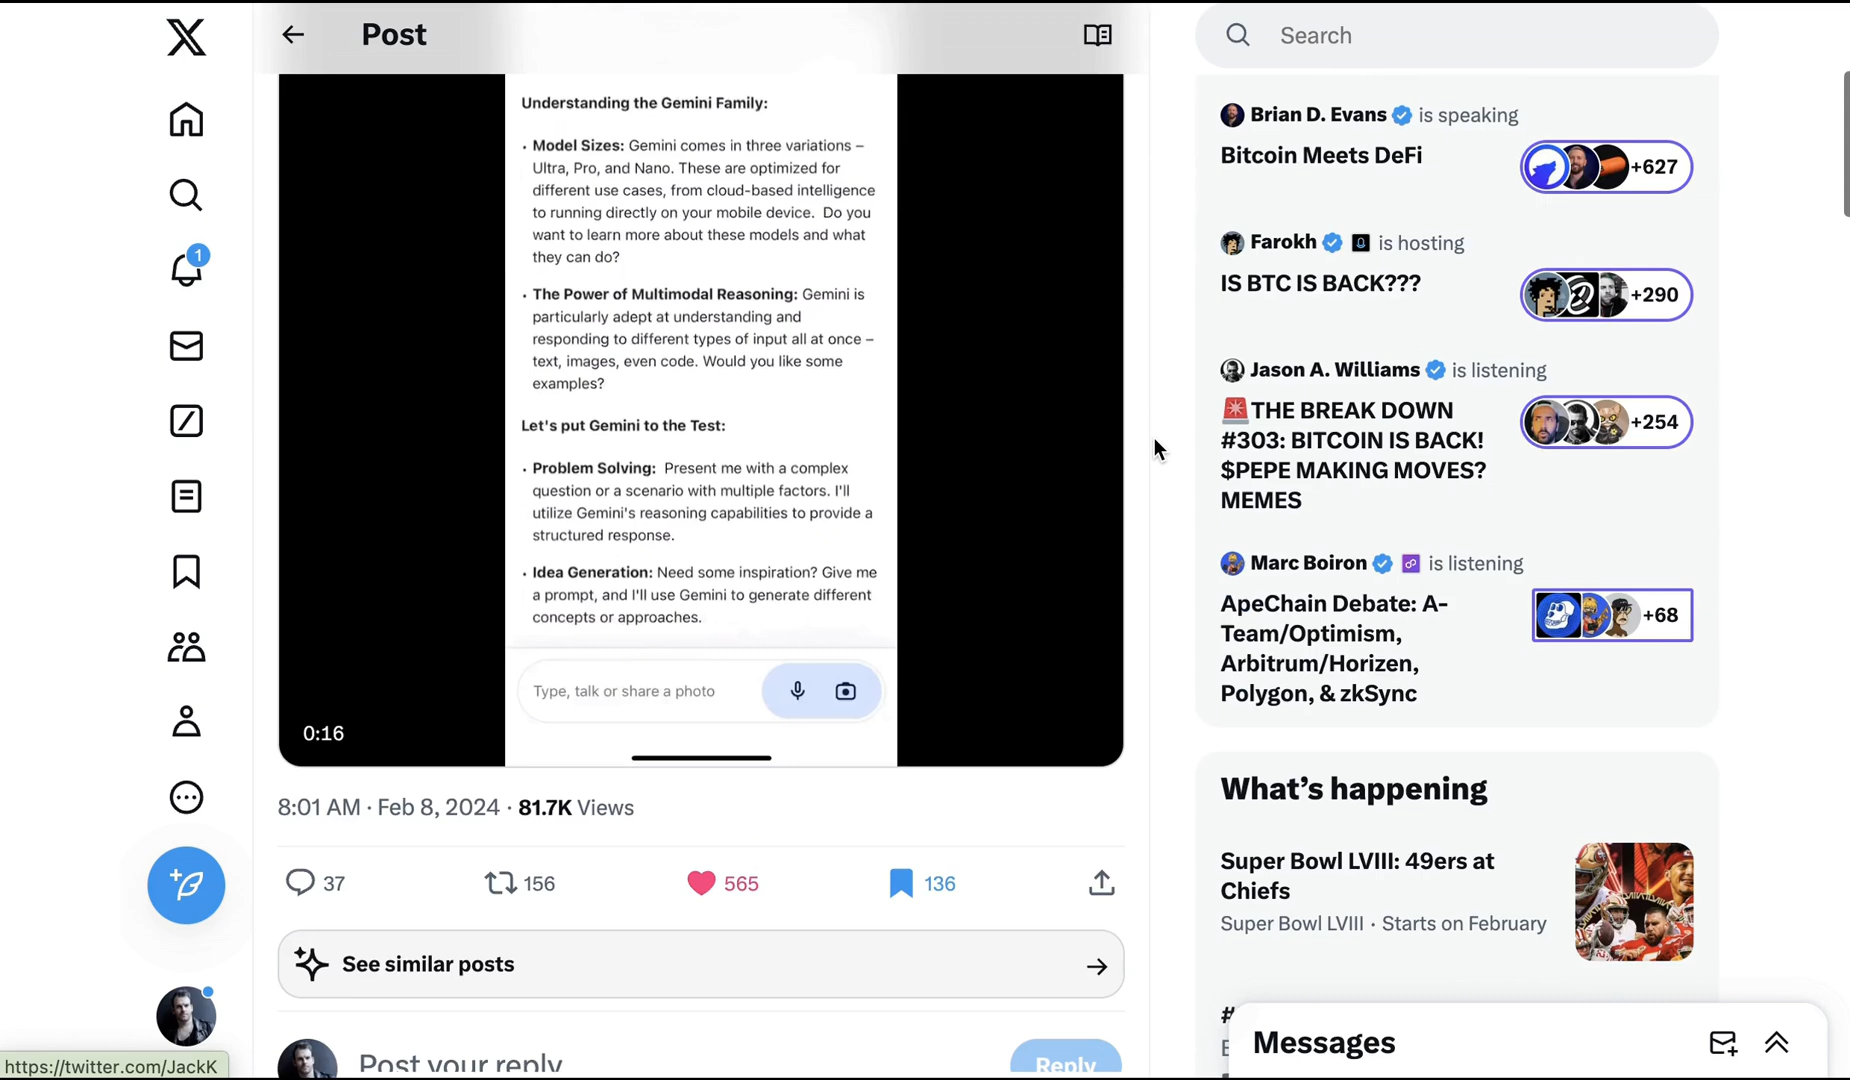 Post
Understanding the Gemini Family:
• Model Sizes: Gemini comes in three variations –
Ultra, Pro, and Nano. These are optimized for
different use cases, from cloud-based intelligence
to running directly on your mobile device. Do you
want to learn more about these models and what
they can do?
• The Power of Multimodal Reasoning: Gemini is
particularly adept at understanding and
responding to different types of input all at once –
text, images, even code. Would you like some
examples?
Let's put Gemini to the Test:
• Problem Solving: Present me with a complex
question or a scenario with multiple factors. I'll
utilize Gemini's reasoning capabilities to provide a
structured response.
• Idea Generation: Need some inspiration? Give me
a prompt, and I'll use Gemini to generate different
concepts or approaches.
Type, talk or share a photo
0:16
8:01 AM · Feb 8, 2024 · 81.7K Views
37 156 565 136
See similar posts
Post your reply
Reply
1
https://twitter.com/JackK
Search
Brian D. Evans is speaking
Bitcoin Meets DeFi
+627
Farokh is hosting
IS BTC IS BACK???
+290
Jason A. Williams is listening
🚨THE BREAK DOWN
#303: BITCOIN IS BACK!
$PEPE MAKING MOVES?
MEMES
+254
Marc Boiron is listening
ApeChain Debate: A-
Team/Optimism,
Arbitrum/Horizen,
Polygon, & zkSync
+68
What's happening
Super Bowl LVIII: 49ers at
Chiefs
Super Bowl LVIII · Starts on February
#
Messages